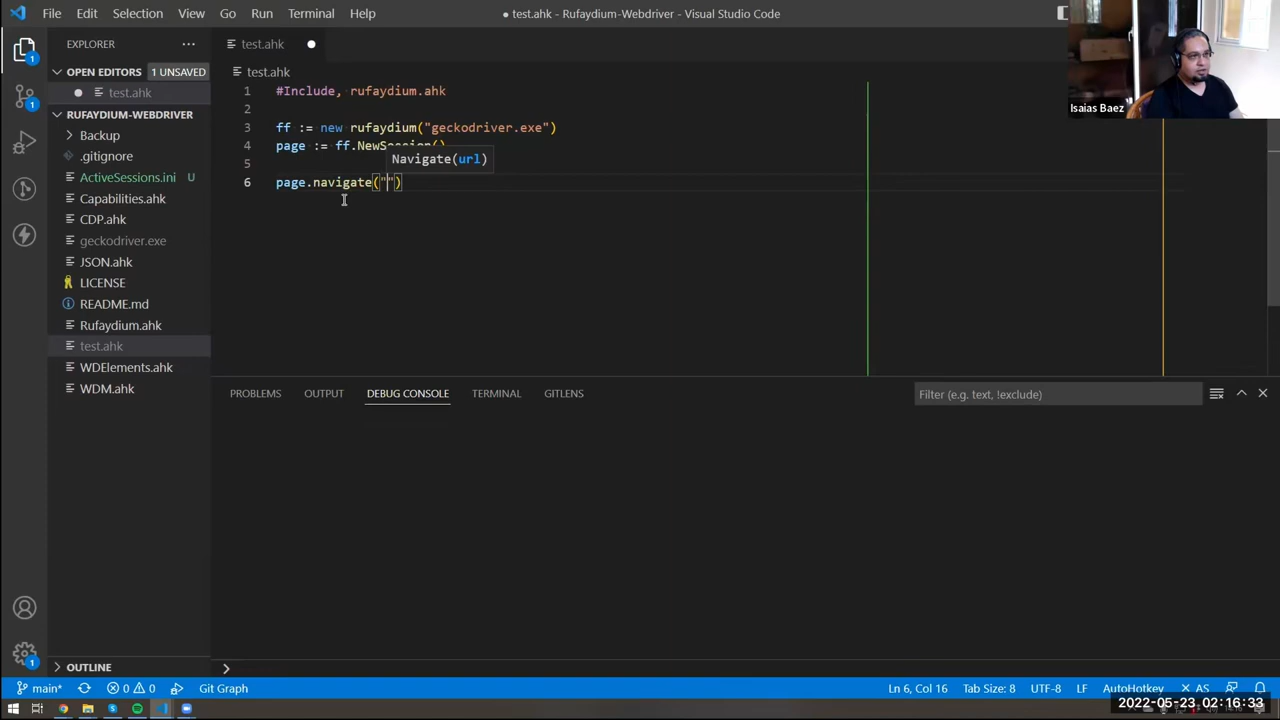 File Edit Selection View Go Run Terminal Help
● test.ahk - Rufaydium-Webdriver - Visual Studio Code
Isaias Baez
EXPLORER
OPEN EDITORS 1 UNSAVED
test.ahk
RUFAYDIUM-WEBDRIVER
Backup
.gitignore
ActiveSessions.ini U
Capabilities.ahk
CDP.ahk
geckodriver.exe
JSON.ahk
LICENSE
README.md
Rufaydium.ahk
test.ahk
WDElements.ahk
WDM.ahk
OUTLINE
test.ahk
test.ahk
1 #Include, rufaydium.ahk
2
3 ff := new rufaydium("geckodriver.exe")
4 page := ff.NewSession()
Navigate(url)
5
6 page.navigate("")
PROBLEMS OUTPUT DEBUG CONSOLE TERMINAL GITLENS
Filter (e.g. text, !exclude)
main* 0 0 Git Graph
Ln 6, Col 16 Tab Size: 8 UTF-8 LF AutoHotkey AS
2022-05-23 02:16:33